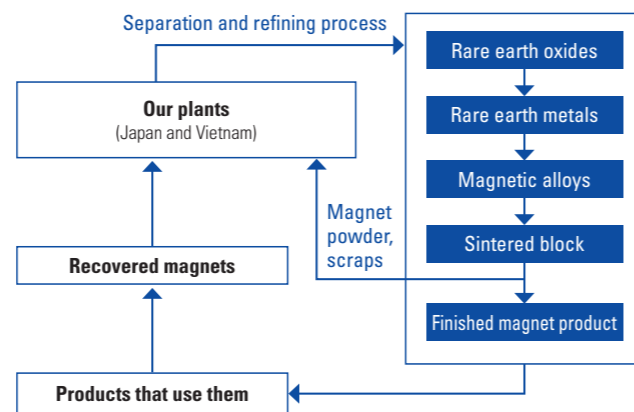 Separation and refining process
Our plants
(Japan and Vietnam)
Rare earth oxides
Rare earth metals
Magnetic alloys
Sintered block
Finished magnet product
Magnet
powder,
scraps
Recovered magnets
Products that use them